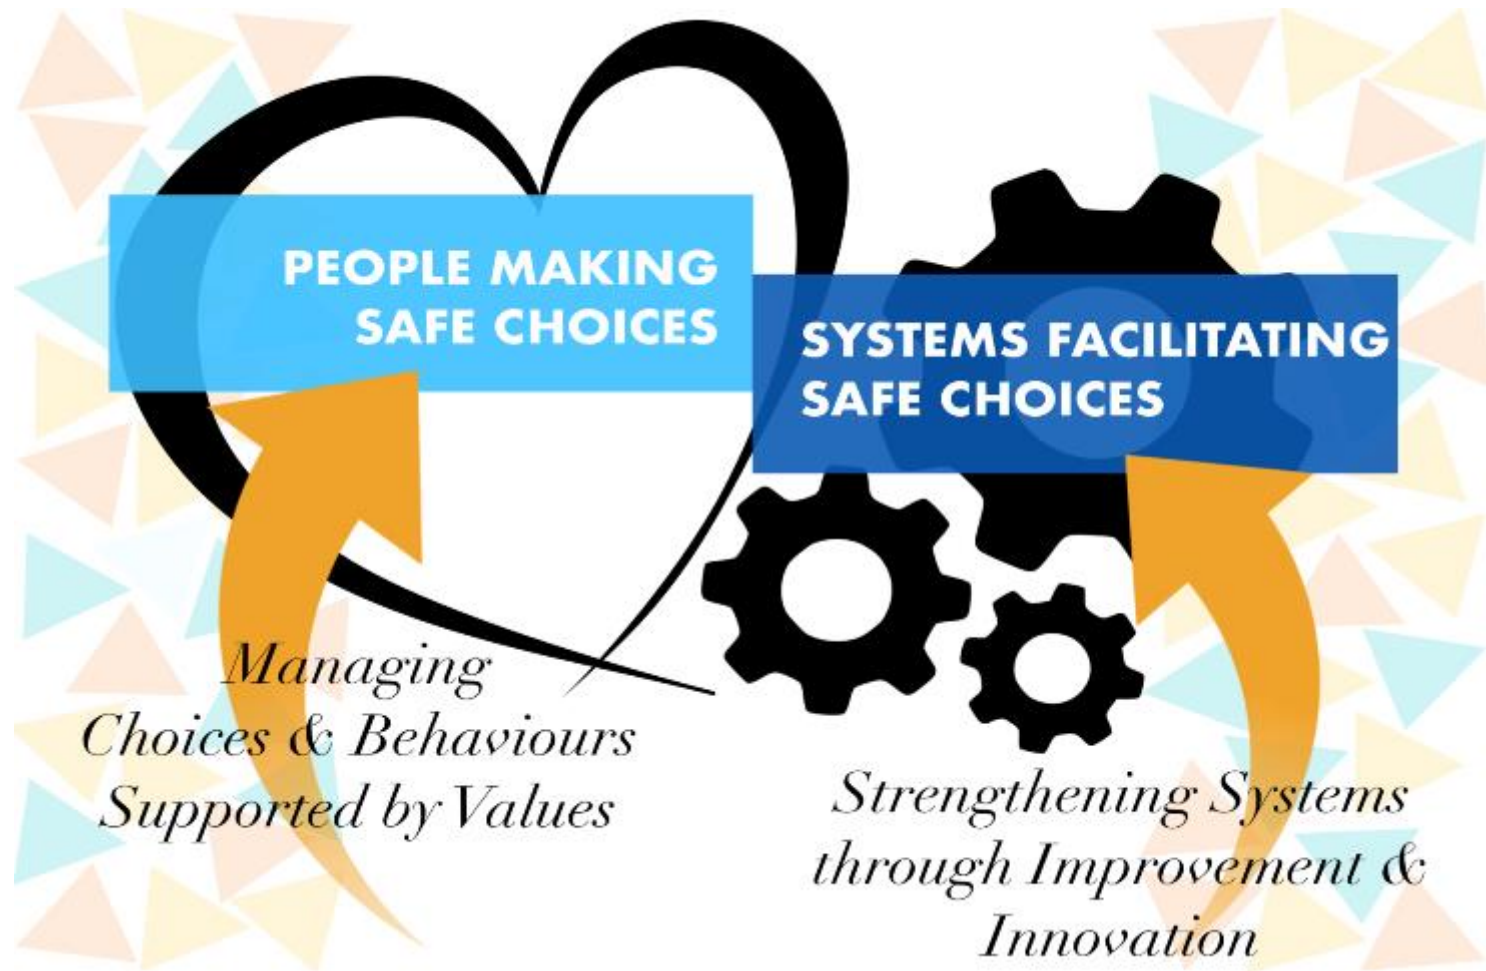 PEOPLE MAKING
SAFE CHOICES
SYSTEMS FACILITATING
SAFE CHOICES
Managing
Choices & Behaviours
Supported by Values
Strengthening Systems
through Improvement &
Innovation